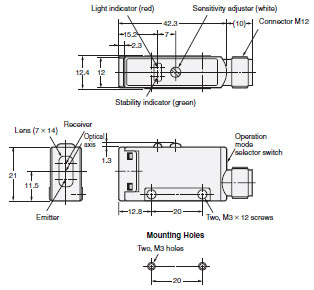 Light indicator (red)
Sensitivity adjuster (white)
42.3
(10)
Connector M12
15.2
7
2.3
12.4
12
Stability indicator (green)
Receiver
Lens (7 × 14)
Optical
axis
Operation
mode
selector switch
1.3
21
11.5
12.8
20
Emitter
Two, M3 × 12 screws
Mounting Holes
Two, M3 holes
20